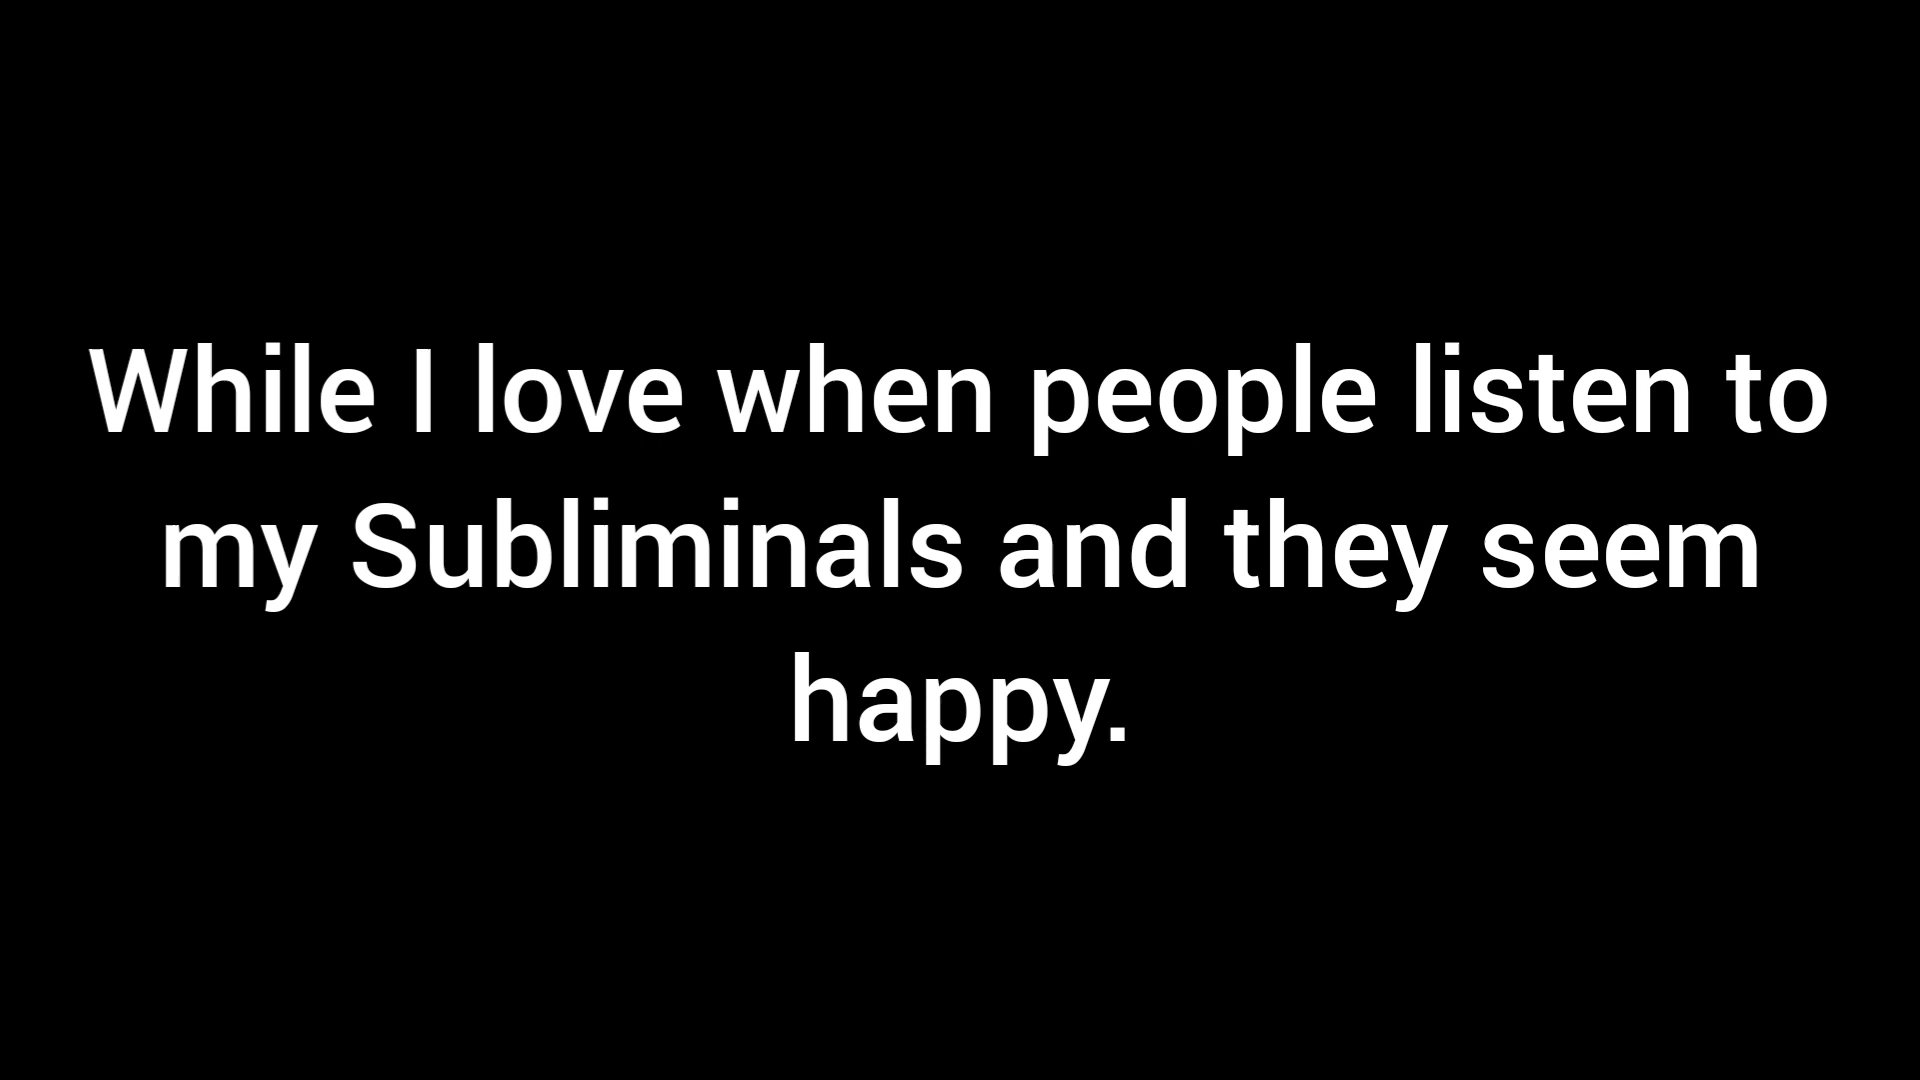 While I love when people listen to
my Subliminals and they seem
happy.